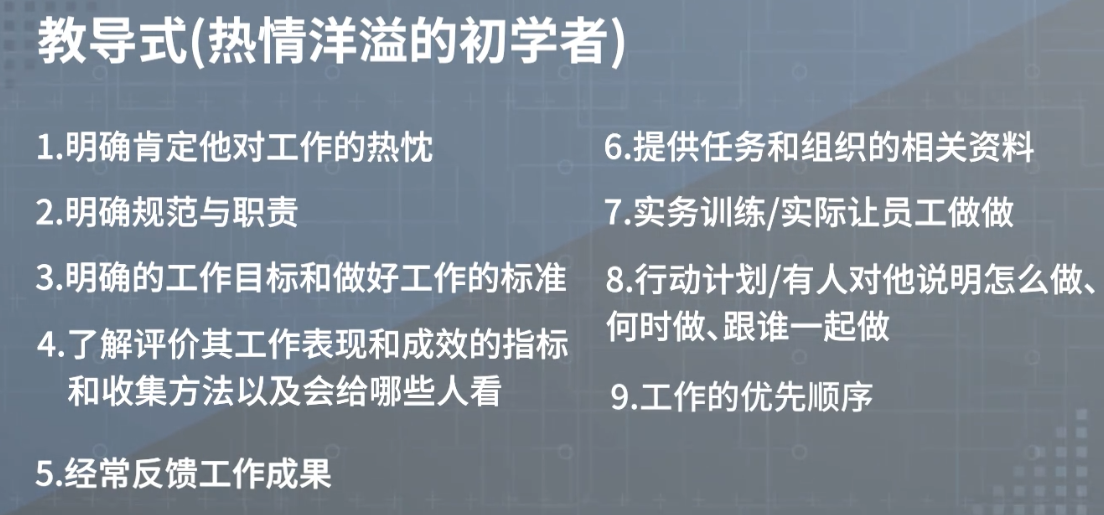 教导式(热情洋溢的初学者)
1.明确肯定他对工作的热忱
2.明确规范与职责
3.明确的工作目标和做好工作的标准
4.了解评价其工作表现和成效的指标
和收集方法以及会给哪些人看
5.经常反馈工作成果
6.提供任务和组织的相关资料
7.实务训练/实际让员工做做
8.行动计划/有人对他说明怎么做、
何时做、跟谁一起做
9.工作的优先顺序